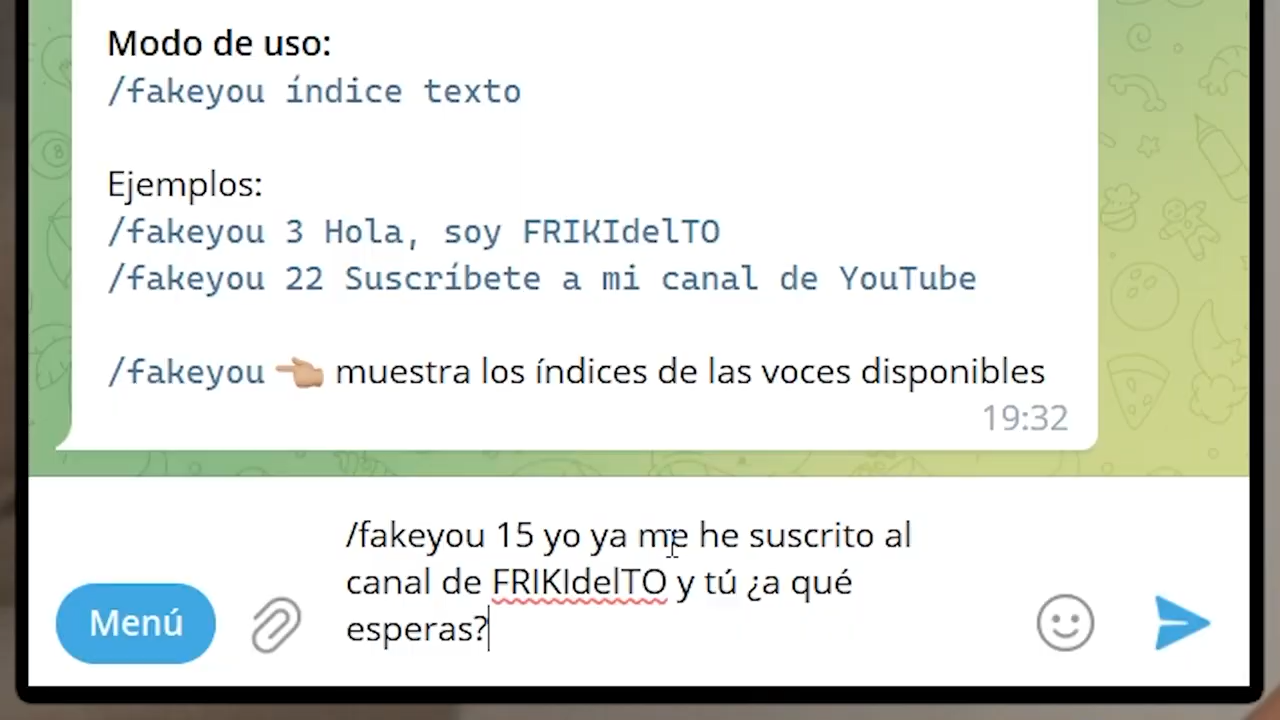 Modo de uso:
/fakeyou índice texto
Ejemplos:
/fakeyou 3 Hola, soy FRIKIdelTO
/fakeyou 22 Suscríbete a mi canal de YouTube
/fakeyou 👈🏼 muestra los índices de las voces disponibles
19:32
/fakeyou 15 yo ya me he suscrito al
canal de FRIKIdelTO y tú ¿a qué
esperas?
Menú